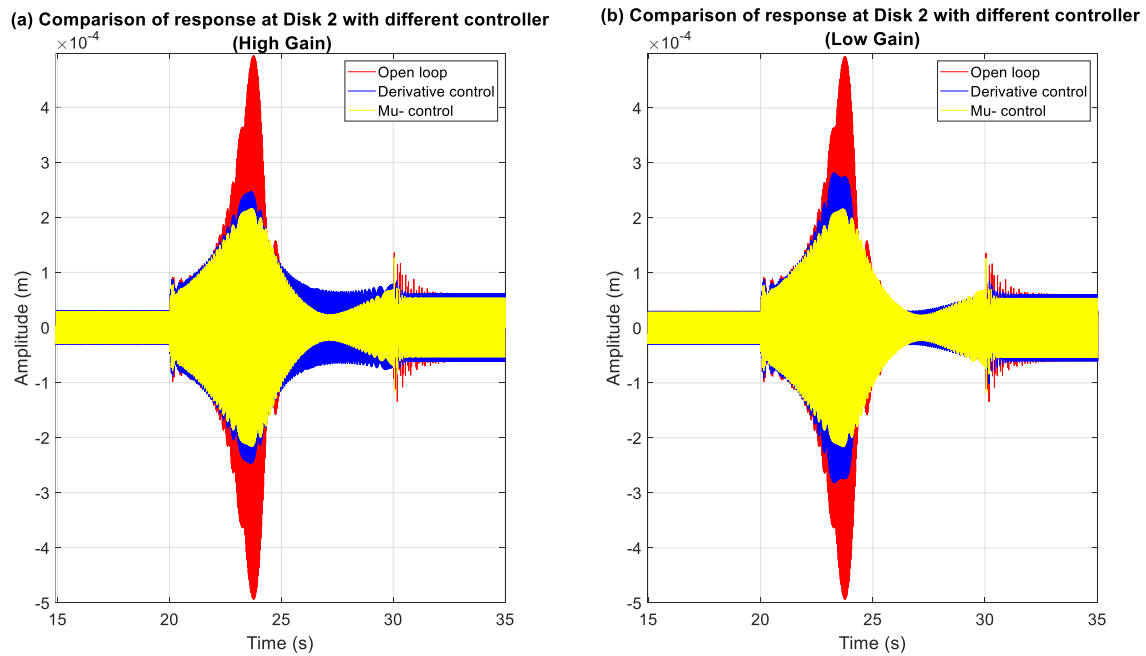 (a) Comparison of response at Disk 2 with different controller
(High Gain)
×10-4
Open loop
Derivative control
Mu- control
4
3
2
1
0
-1
-2
-3
-4
-5
Amplitude (m)
15
20
25
30
35
Time (s)
(b) Comparison of response at Disk 2 with different controller
(Low Gain)
×10-4
Open loop
Derivative control
Mu- control
4
3
2
1
0
-1
-2
-3
-4
-5
Amplitude (m)
15
20
25
30
35
Time (s)